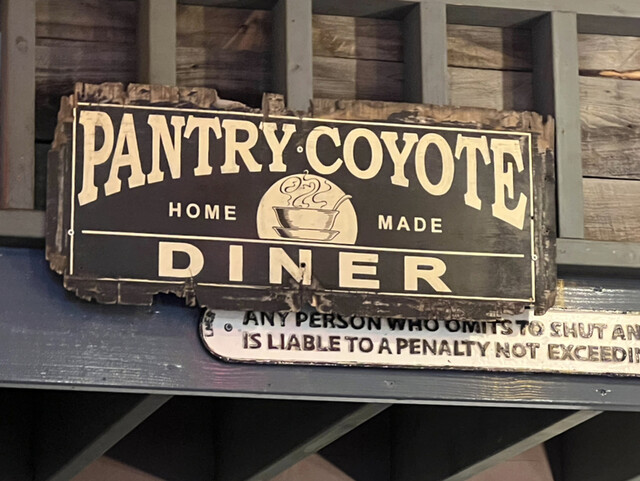 PANTRY COYOTE
HOME MADE
DINER
ANY PERSON WHO OMITS TO SHUT AN
IS LIABLE TO A PENALTY NOT EXCEEDI